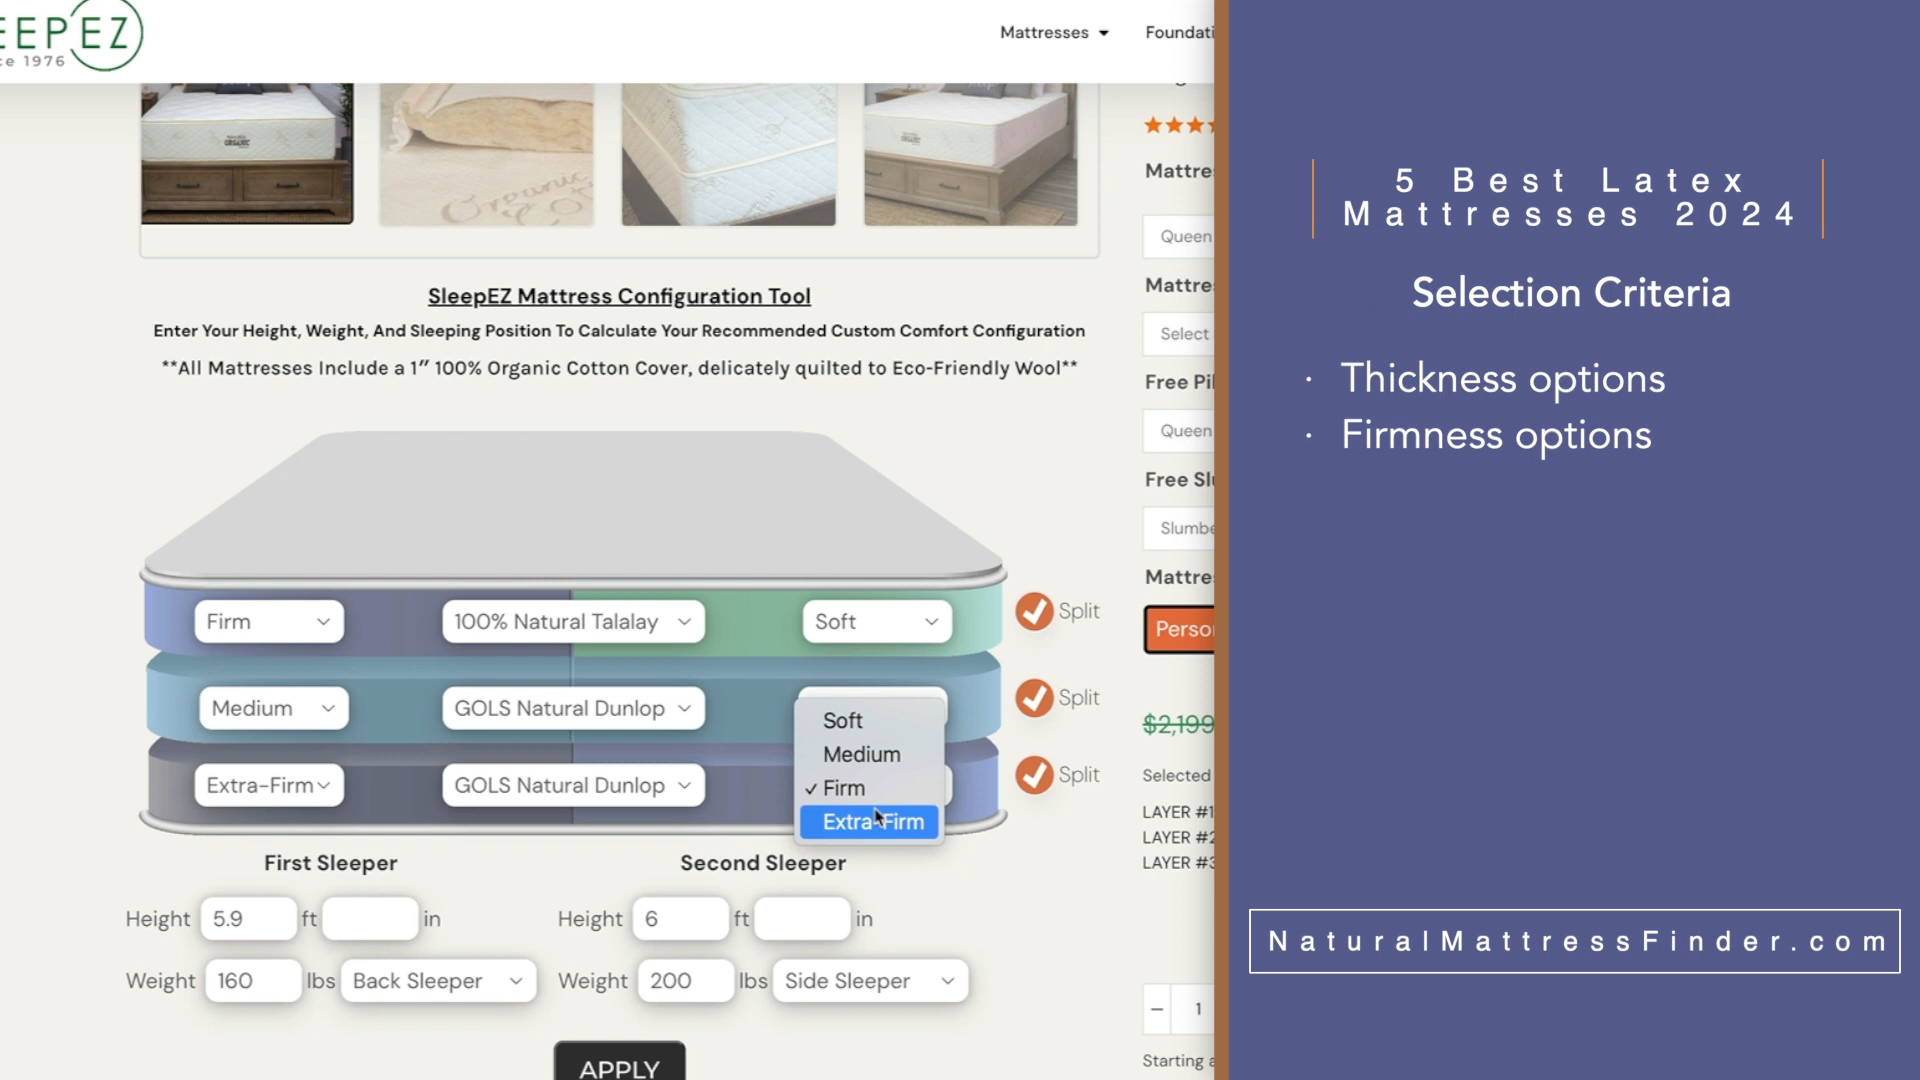 EEPEZ
ce 1976
Mattresses
Foundati
ORGANIC
Organic
SleepEZ Mattress Configuration Tool
Enter Your Height, Weight, And Sleeping Position To Calculate Your Recommended Custom Comfort Configuration
**All Mattresses Include a 1″ 100% Organic Cotton Cover, delicately quilted to Eco-Friendly Wool**
Firm
100% Natural Talalay
Soft
Split
Medium
GOLS Natural Dunlop
Split
Extra-Firm
GOLS Natural Dunlop
Split
Soft
Medium
✓ Firm
Extra-Firm
First Sleeper
Second Sleeper
Height 5.9 ft in
Height 6 ft in
Weight 160 lbs Back Sleeper
Weight 200 lbs Side Sleeper
APPLY
Mattre
Queen
Mattre
Select
Free Pil
Queen
Free Slu
Slumbe
Mattre
Perso
$2,199
Selected
LAYER #1
LAYER #2
LAYER #3
− 1
Starting a
5 Best Latex
Mattresses 2024
Selection Criteria
· Thickness options
· Firmness options
NaturalMattressFinder.com